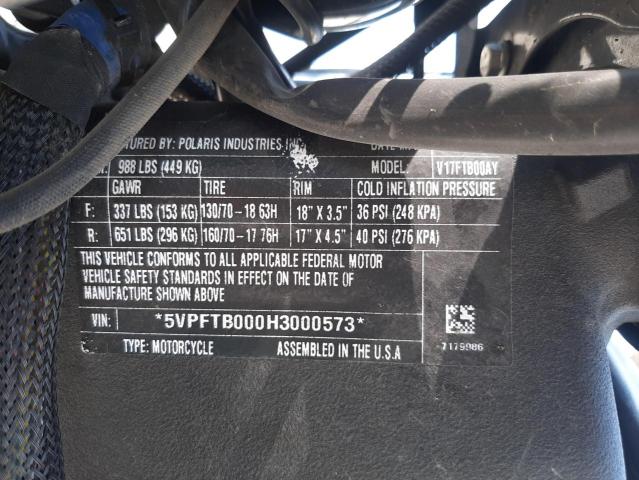 TURED BY: POLARIS INDUSTRIES INC
988 LBS (449 KG) MODEL: V17FTB00AY
GAWR TIRE RIM COLD INFLATION PRESSURE
F: 337 LBS (153 KG) 130/70-18 63H 18" X 3.5" 36 PSI (248 KPA)
R: 651 LBS (296 KG) 160/70-17 76H 17" X 4.5" 40 PSI (276 KPA)
THIS VEHICLE CONFORMS TO ALL APPLICABLE FEDERAL MOTOR
VEHICLE SAFETY STANDARDS IN EFFECT ON THE DATE OF
MANUFACTURE SHOWN ABOVE
VIN: *5VPFTB000H3000573*
TYPE: MOTORCYCLE ASSEMBLED IN THE U.S.A
7179986